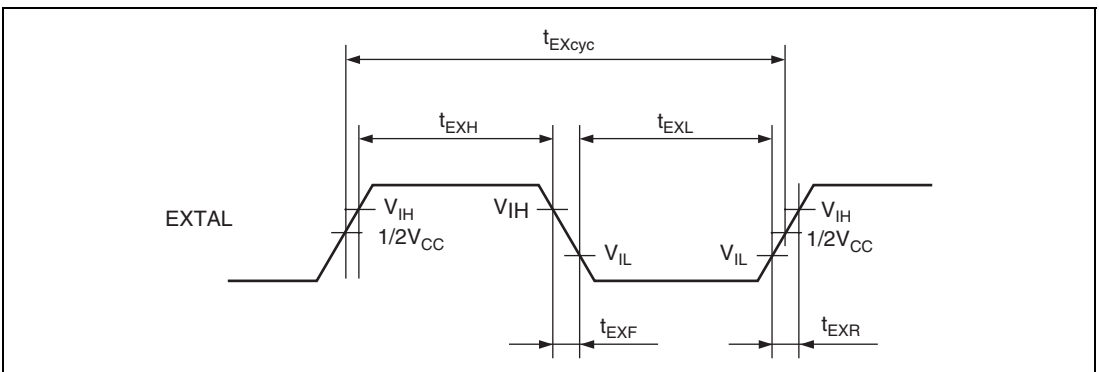 tEXcyc
tEXH tEXL
EXTAL VIH VIH VIH
1/2VCC 1/2VCC
VIL VIL
tEXF tEXR